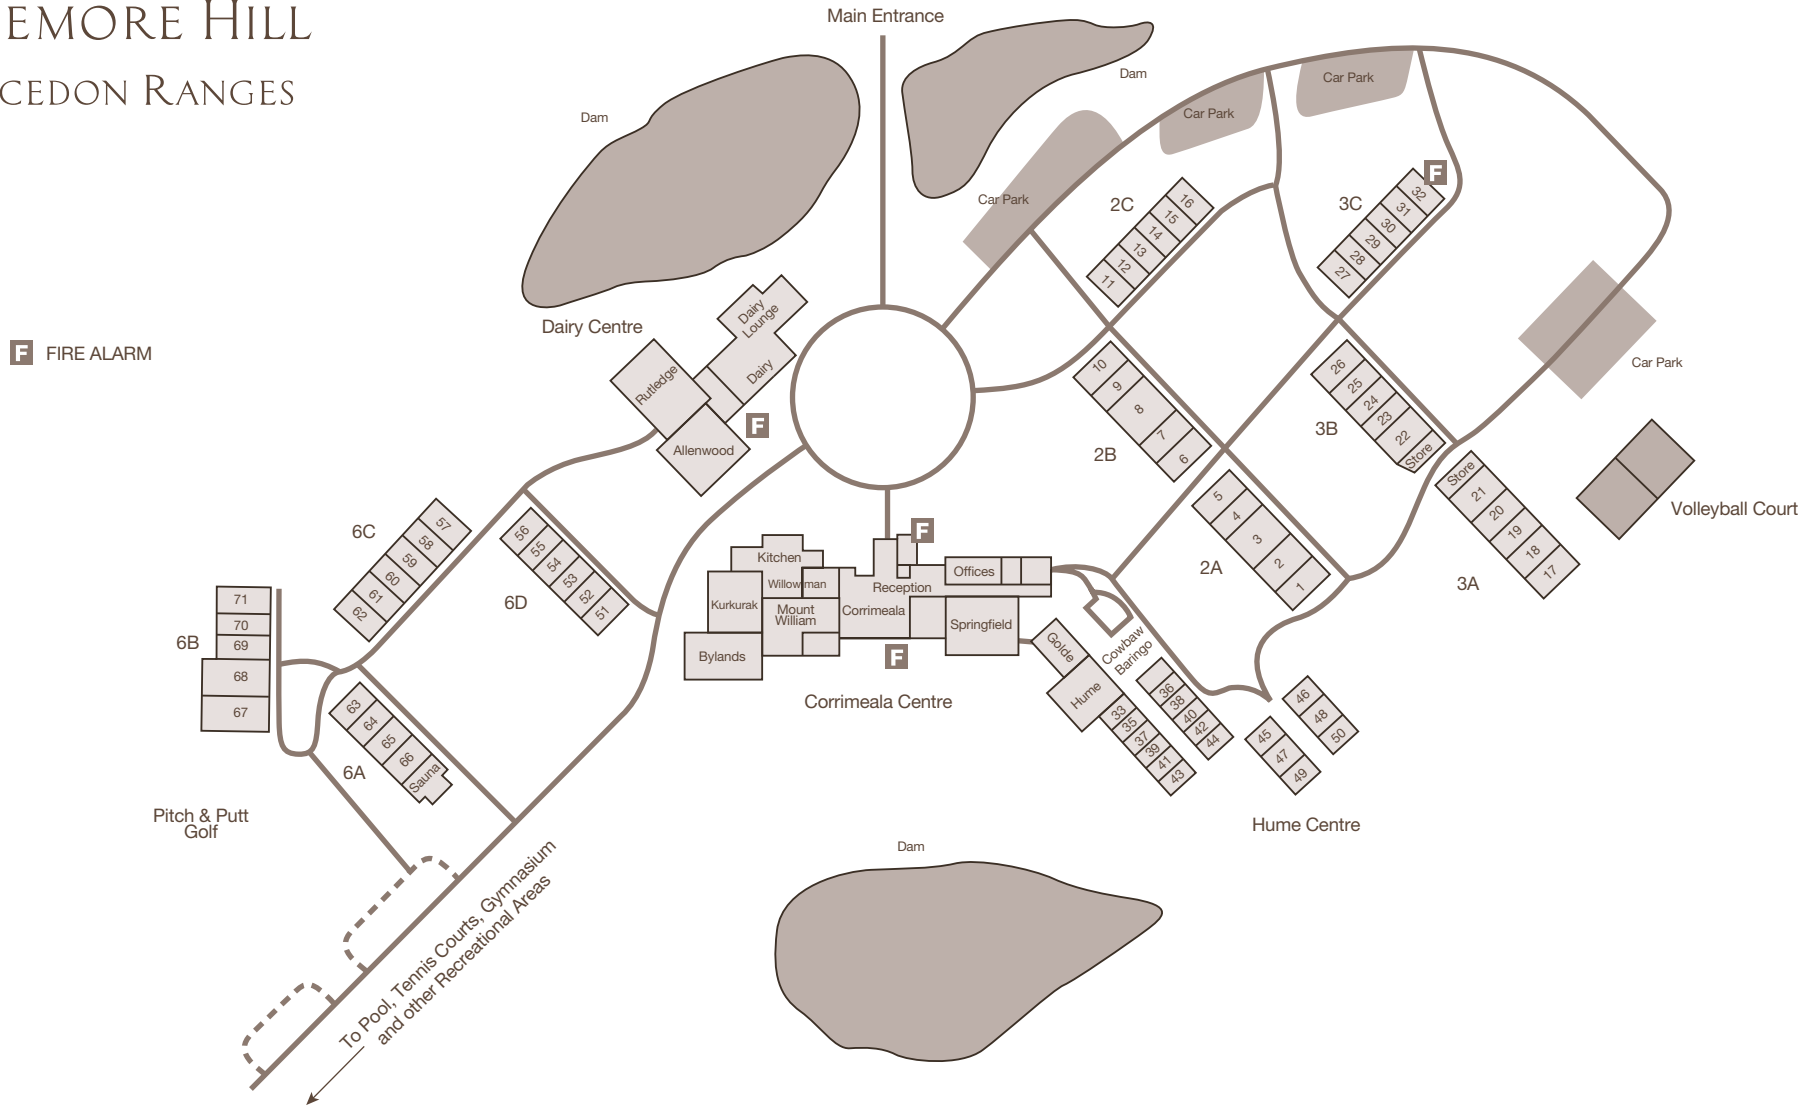 EMORE HILL
CEDON RANGES
Main Entrance
Dam
Dam
Car Park
Car Park
Car Park
Car Park
Car Park
F
FIRE ALARM
Dairy Centre
Dairy
Lounge
Dairy
Rutledge
Allenwood
F
2C
16
15
14
13
12
11
3C
F
32
31
30
29
28
27
10
9
8
7
6
2B
5
4
3
2
1
2A
26
25
24
23
22
Store
3B
Store
21
20
19
18
17
3A
Volleyball Court
6C
57
58
59
60
61
62
56
55
54
53
52
51
6D
71
70
69
68
67
6B
63
64
65
66
Sauna
6A
Pitch & Putt
Golf
F
Kitchen
Willowman
Kurkurak
Mount
William
Bylands
Reception
Corrimeala
Offices
Springfield
F
Corrimeala Centre
Golde
Hume
Cowbaw
Baringo
33
35
37
39
41
43
36
38
40
42
44
45
47
49
46
48
50
Hume Centre
Dam
To Pool, Tennis Courts, Gymnasium
and other Recreational Areas